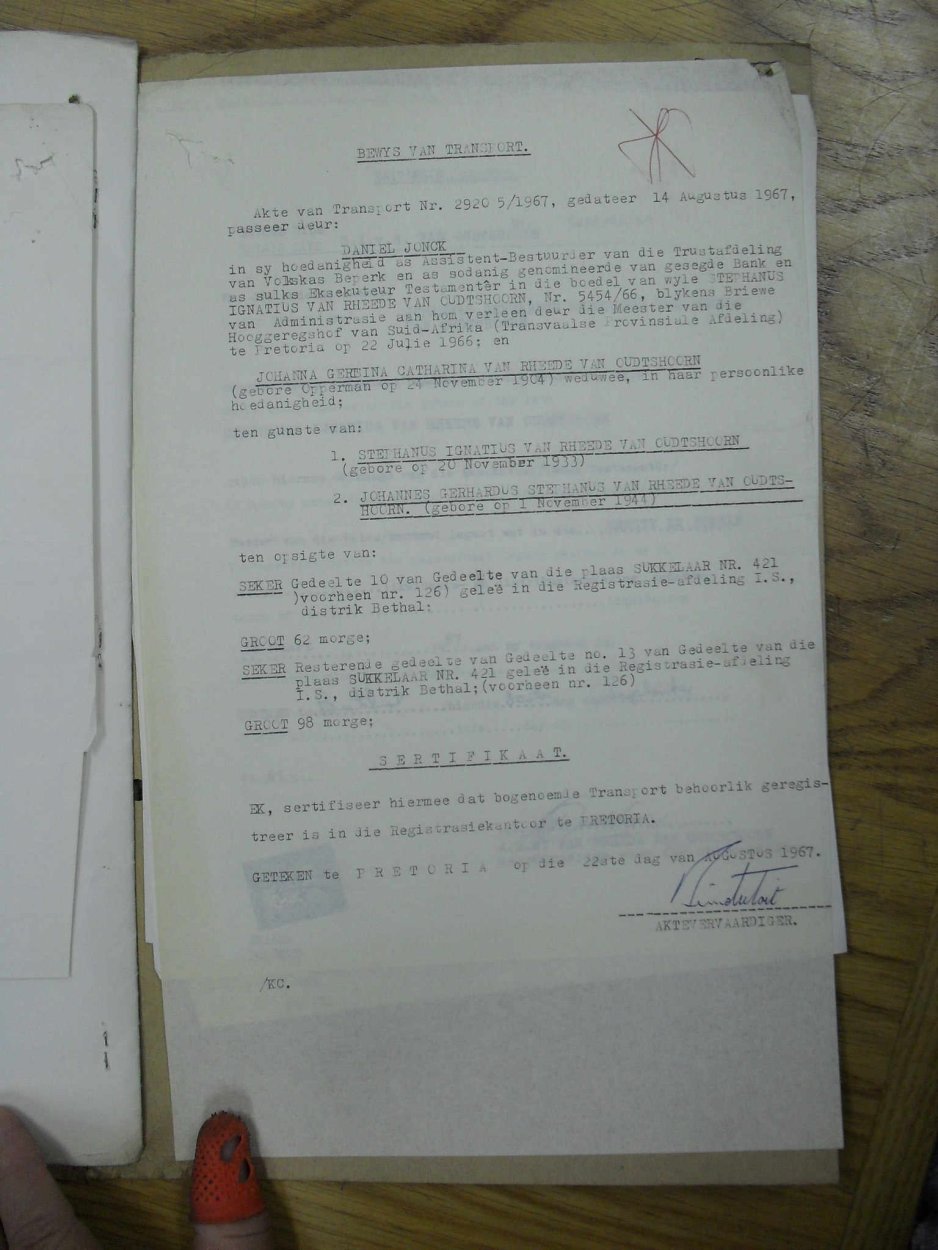 BEWYS VAN TRANSPORT.
Akte van Transport Nr. 2920 5/1967, gedateer 14 Augustus 1967,
passeer deur:
DANIEL JONCK
in sy hoedanigheid as Assistent-Bestuurder van die Trustafdeling
van Volkskas Beperk en as sodanig genomineerde van gesegde Bank en
as sulks Eksekuteur Testamentêr in die boedel van wyle STEPHANUS
IGNATIUS VAN RHEEDE VAN OUDTSHOORN, Nr. 5454/66, blykens Briewe
van Administrasie aan hom verleen deur die Meester van die
Hooggeregshof van Suid-Afrika (Transvaalse Provinsiale Afdeling)
te Pretoria op 22 Julie 1966; en
JOHANNA GERBINA CATHARINA VAN RHEEDE VAN OUDTSHOORN
(gebore Opperman op 24 November 1904) weduwee, in haar persoonlike
hoedanigheid;
ten gunste van:
1. STEPHANUS IGNATIUS VAN RHEEDE VAN OUDTSHOORN
(gebore op 20 November 1933)
2. JOHANNES GERHARDUS STEPHANUS VAN RHEEDE VAN OUDTS-
HOORN. (gebore op 1 November 1944)
ten opsigte van:
SEKER Gedeelte 10 van Gedeelte van die plaas SUKKELAAR NR. 421
)voorheen nr. 126) geleë in die Registrasie-afdeling I.S.,
distrik Bethal:
GROOT 62 morge;
SEKER Resterende gedeelte van Gedeelte no. 13 van Gedeelte van die
plaas SUKKELAAR NR. 421 geleë in die Registrasie-afdeling
I.S., distrik Bethal;(voorheen nr. 126)
GROOT 98 morge;
S E R T I F I K A A T.
EK, sertifiseer hiermee dat bogenoemde Transport behoorlik geregis-
treer is in die Registrasiekantoor te PRETORIA.
GETEKEN te P R E T O R I A op die 22ste dag van AUGUSTUS 1967.
AKTEVERVAARDIGER.
/KC.